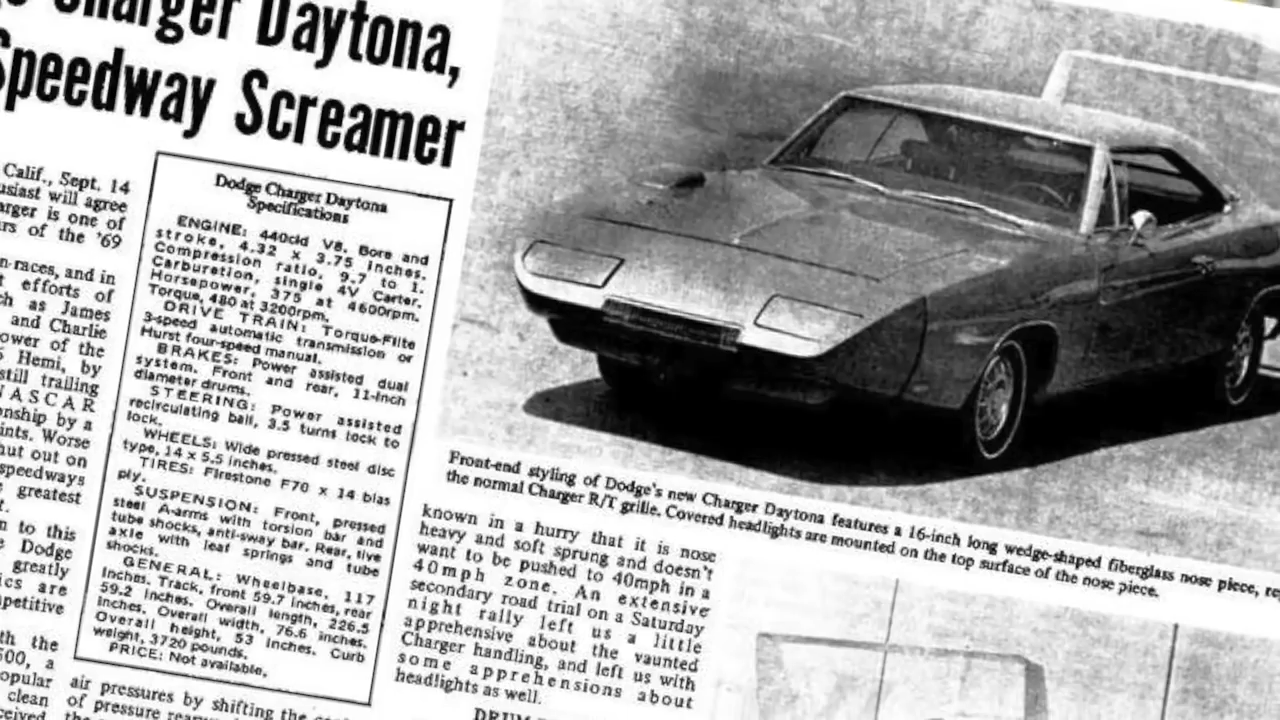 Charger Daytona,
Speedway Screamer
Calif., Sept. 14
will agree
is one of
of the '69
races, and in
efforts of
as James
and Charlie
of the
Hemi, by
still trailing
NASCAR
by a
Worse
out on
speedways
greatest
to this
Dodge
greatly
are
the
500, a
clean
Dodge Charger Daytona
Specifications
ENGINE: 440cid V8. Bore and
stroke, 4.32 x 3.75 inches.
Compression ratio, 9.7 to 1.
Carburetion, single 4V Carter.
Horsepower, 375 at 4600rpm.
Torque, 480 at 3200rpm.
DRIVE TRAIN: Torque-Flite
3-speed automatic transmission or
Hurst four-speed manual.
BRAKES: Power assisted dual
system. Front and rear, 11-inch
diameter drums.
STEERING: Power assisted
recirculating ball, 3.5 turns lock to
lock.
WHEELS: Wide pressed steel disc
type, 14 x 5.5 inches.
TIRES: Firestone F70 x 14 bias
ply.
SUSPENSION: Front, pressed
steel A-arms with torsion bar and
tube shocks, anti-sway bar. Rear, live
axle with leaf springs and tube
shocks.
GENERAL: Wheelbase, 117
inches. Track, front 59.7 inches, rear
59.2 inches. Overall length, 226.5
inches. Overall width, 76.6 inches.
Overall height, 53 inches. Curb
weight, 3720 pounds.
PRICE: Not available.
air pressures by shifting the
of pressure
Front-end styling of Dodge's new Charger Daytona features a 16-inch long wedge-shaped fiberglass nose piece,
the normal Charger R/T grille. Covered headlights are mounted on the top surface of the nose piece.
known in a hurry that it is nose
heavy and soft sprung and doesn't
want to be pushed to 40mph in a
40mph zone. An extensive
secondary road trial on a Saturday
night rally left us a little
apprehensive about the vaunted
Charger handling, and left us with
some apprehensions about
headlights as well.